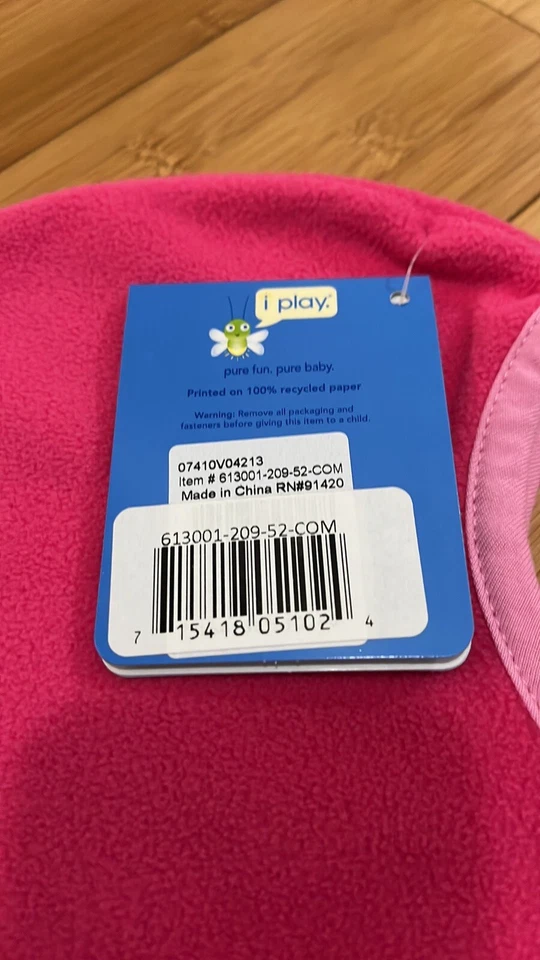 i play.®
pure fun. pure baby.
Printed on 100% recycled paper
Warning: Remove all packaging and
fasteners before giving this item to a child.
07410V04213
Item # 613001-209-52-COM
Made in China RN#91420
613001-209-52-COM
7 15418 05102 4